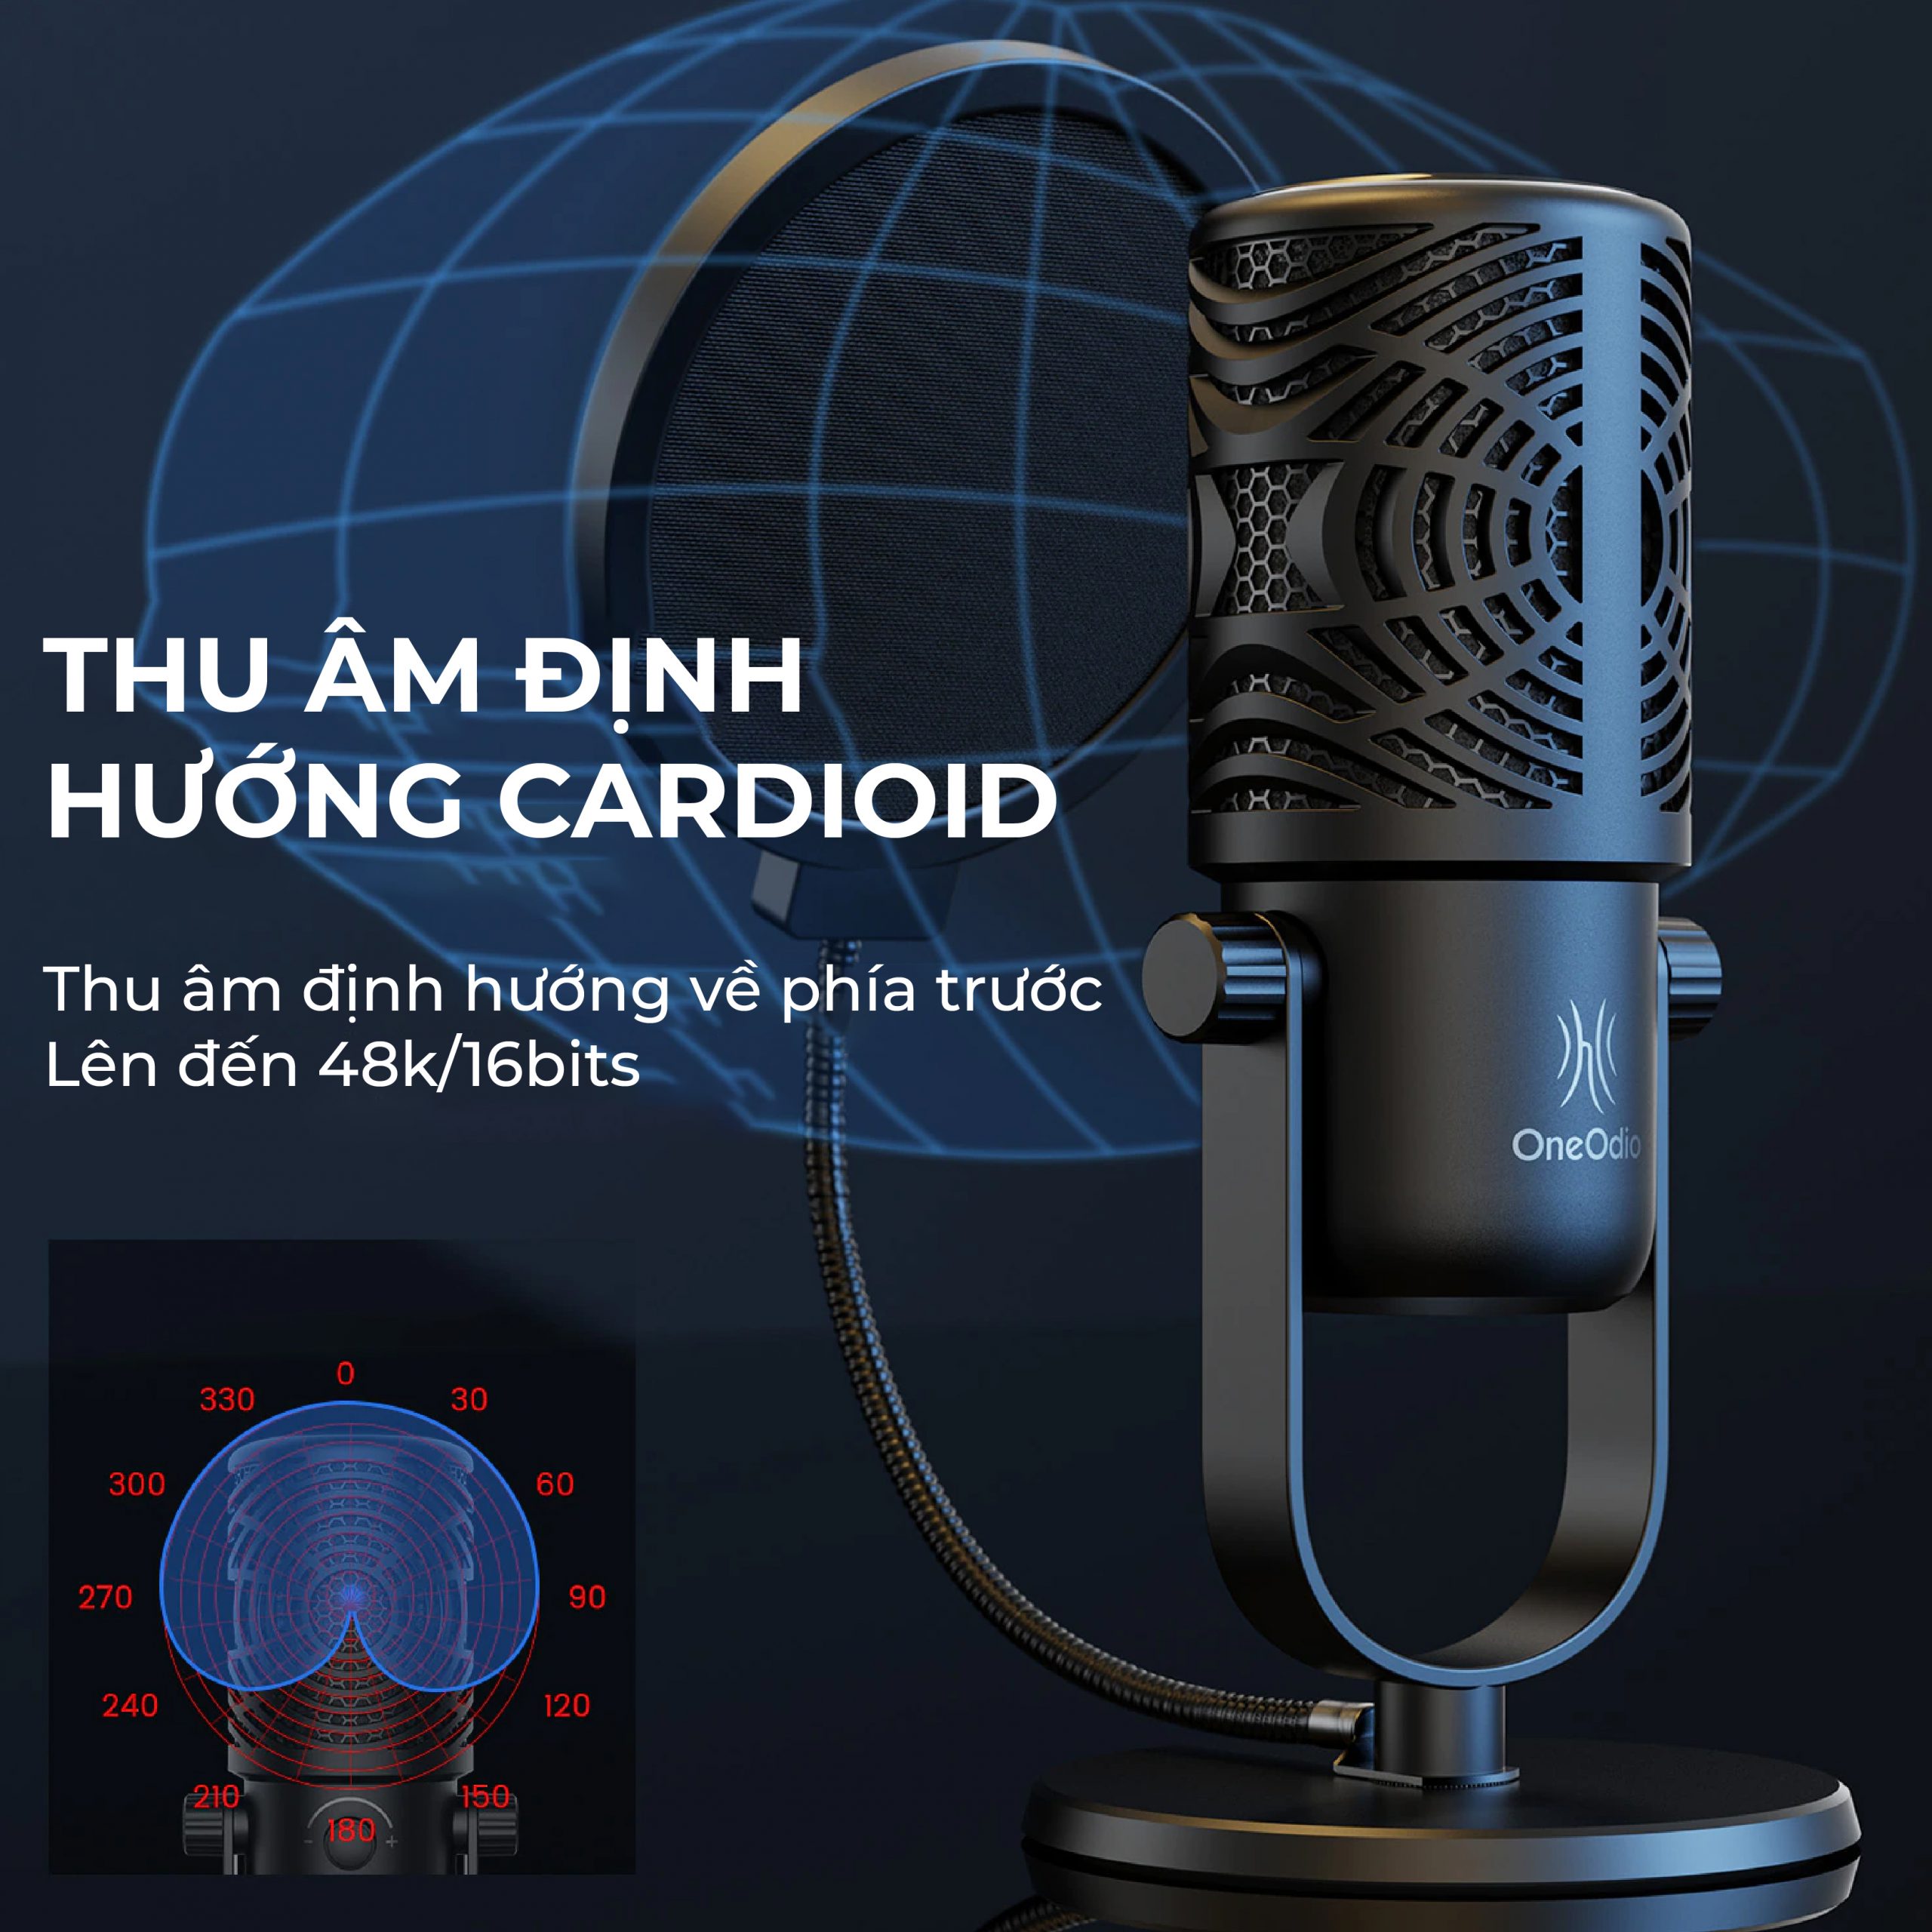 THU ÂM ĐỊNH
HƯỚNG CARDIOID
Thu âm định hướng về phía trước
Lên đến 48k/16bits
OneOdio
0
330
30
300
60
270
90
240
120
210
150
180
- +